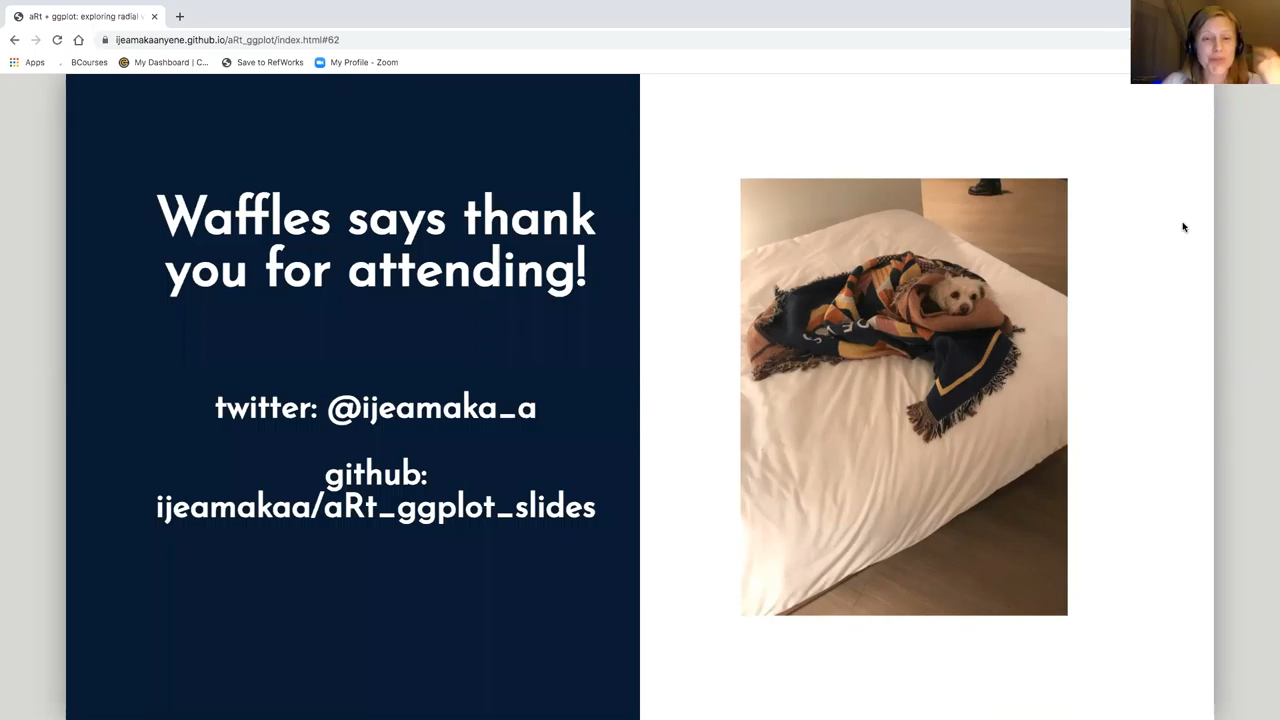 aRt + ggplot: exploring radial
ijeamakaanyene.github.io/aRt_ggplot/index.html#62
Apps
BCourses
My Dashboard | C...
Save to RefWorks
My Profile - Zoom
Waffles says thank
you for attending!
twitter: @ijeamaka_a
github:
ijeamakaa/aRt_ggplot_slides